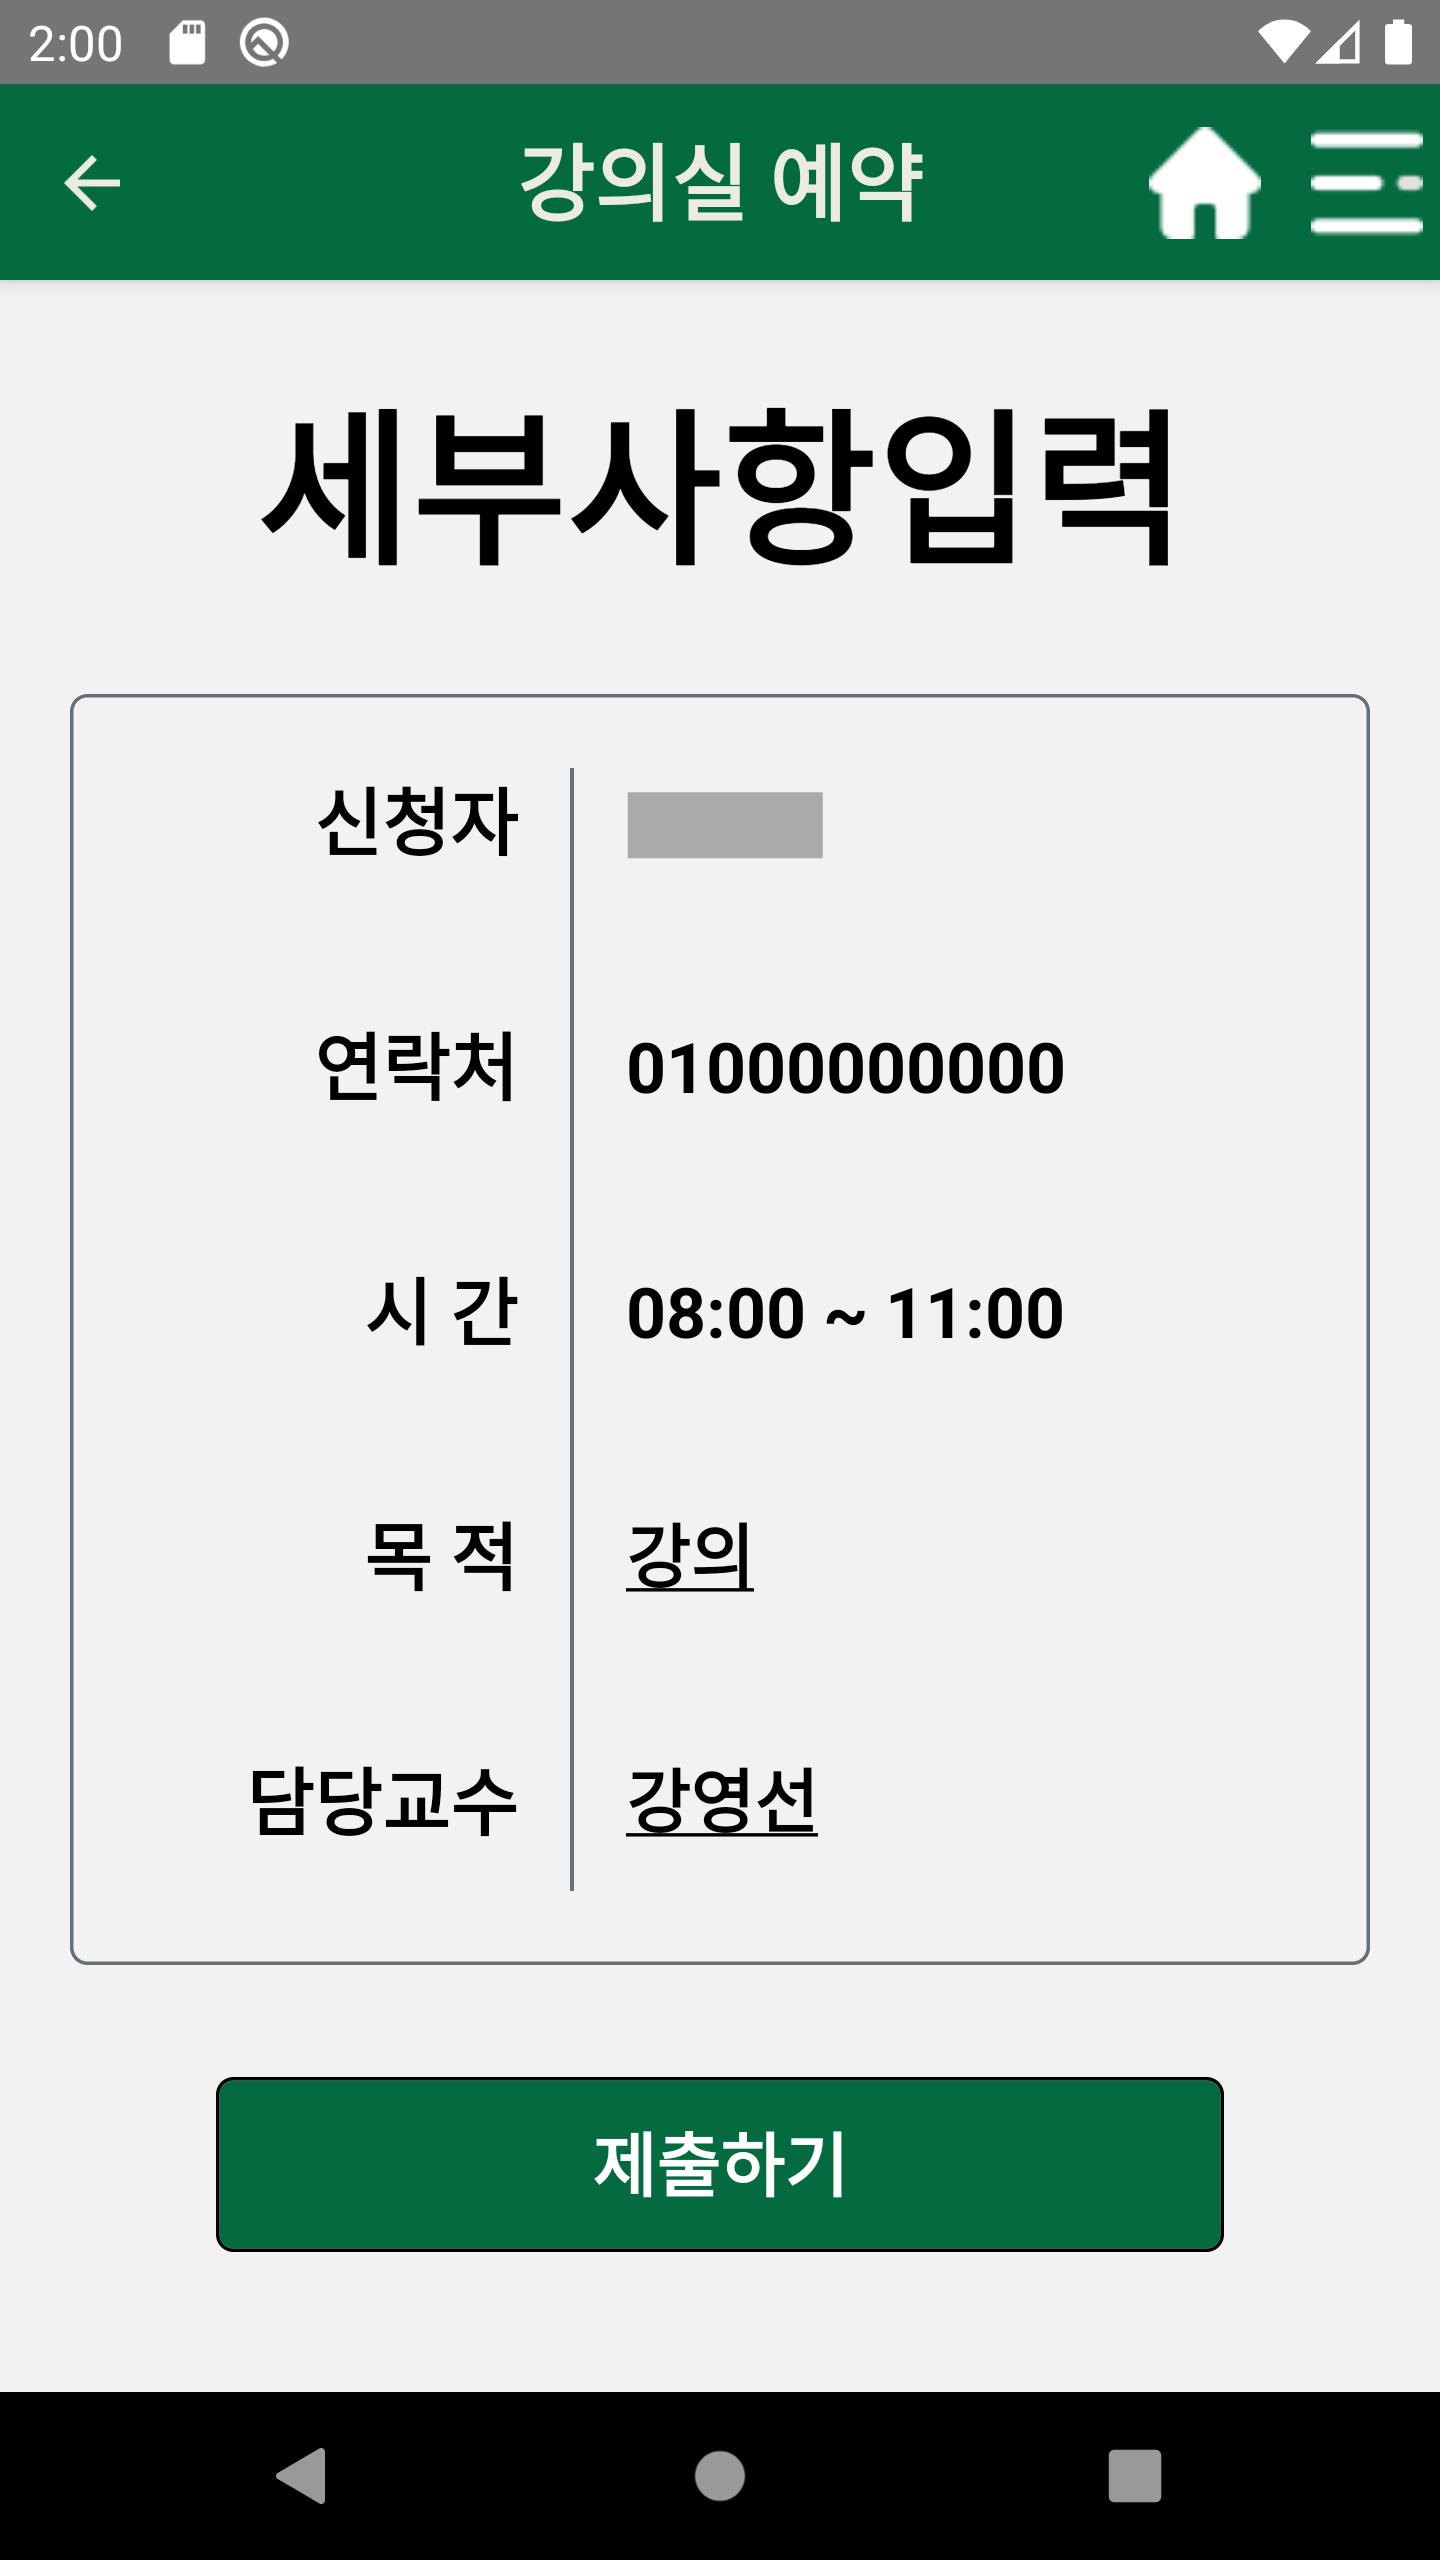 2:00
강의실 예약
세부사항입력
신청자
연락처 01000000000
시 간 08:00 ~ 11:00
목 적 강의
담당교수 강영선
제출하기